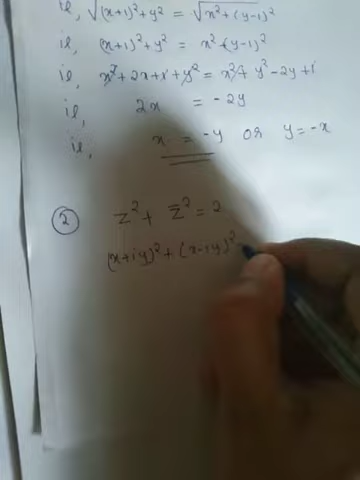 ie, √(x+1)²+y² = √x²+(y-1)²
ie, (x+1)²+y² = x²+(y-1)²
ie, x²+2x+1+y² = x²+y²-2y+1
ie, 2x = -2y
ie, x = -y or y=-x
② z² + z̄² = 2
(x+iy)²+(x-iy)²